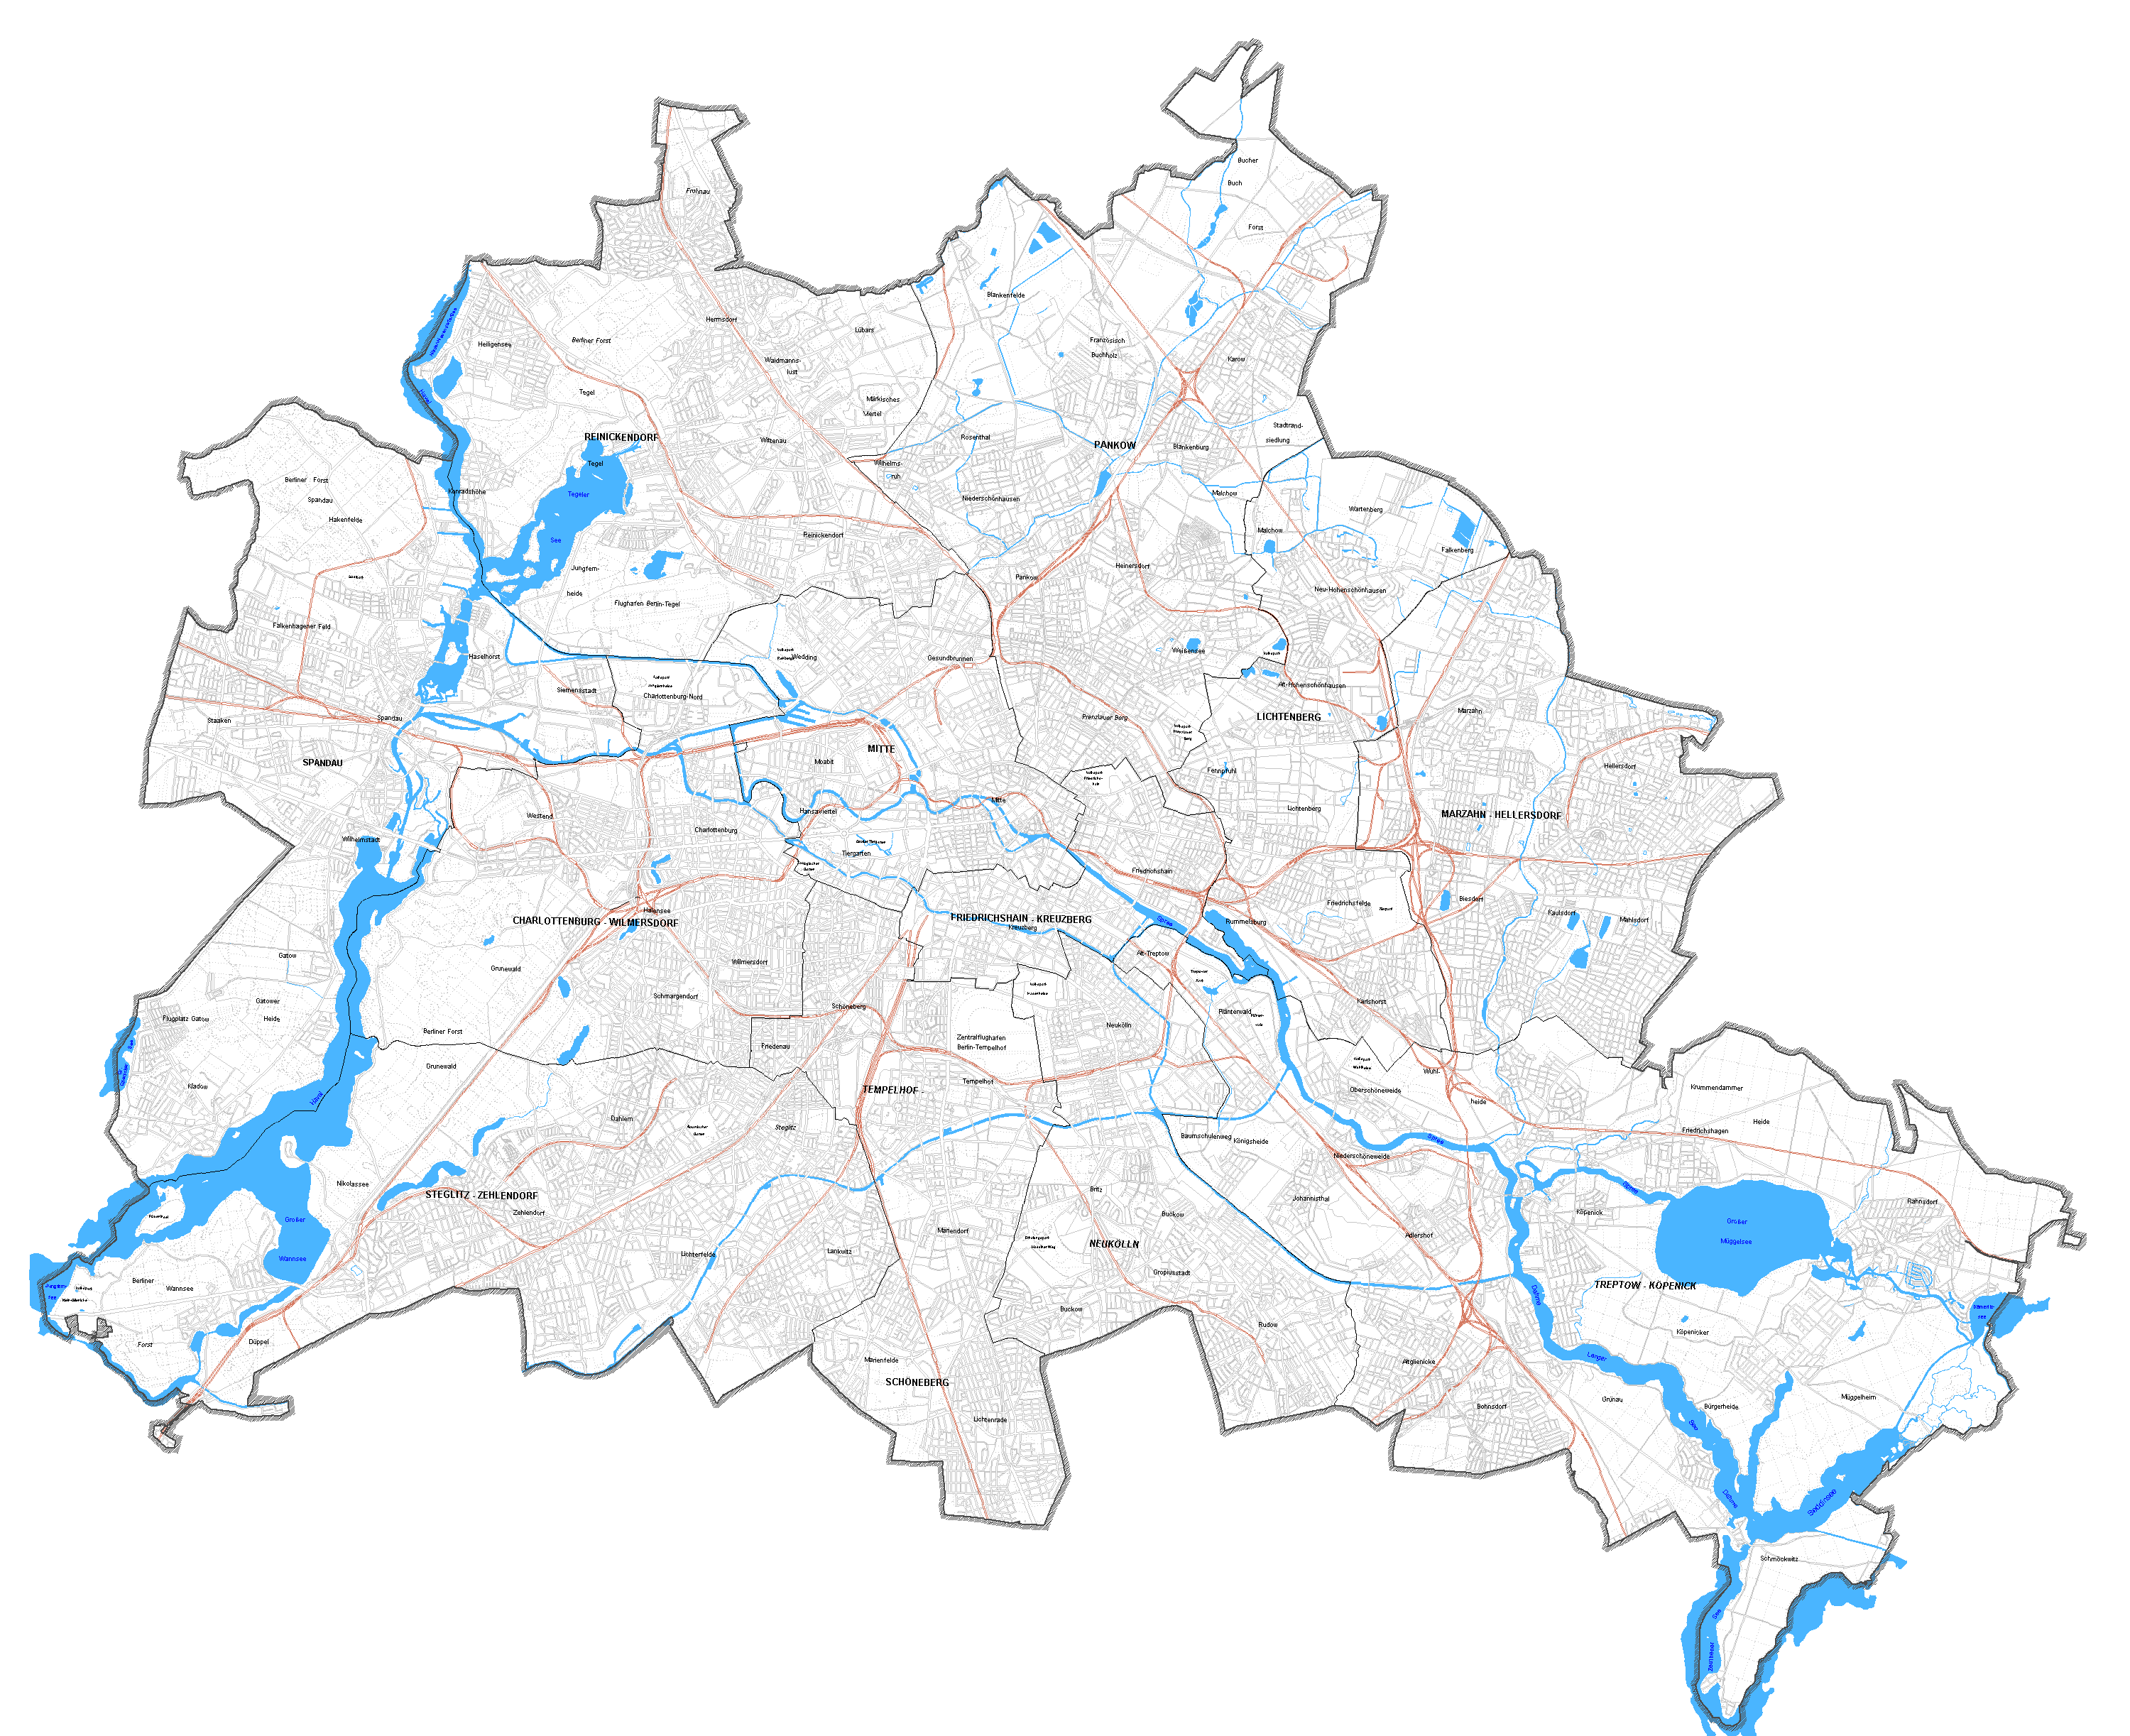 Bucher
Buch
Forst
Frohnau
Blankenfelde
Hermsdorf
Lübars
Heiligensee
Berliner Forst
Französisch
Buchholz
Karow
Waidmanns-
lust
Tegel
Märkisches
Viertel
Havel
Stadtrand-
siedlung
REINICKENDORF
Wittenau
Rosenthal
PANKOW
Blankenburg
Tegel
Wilhelms-
ruh
Berliner Forst
Spandau
Hakenfelde
Konradshöhe
Tegeler
See
Niederschönhausen
Malchow
Malchow
Wartenberg
Falkenberg
Reinickendorf
Jungfern-
heide
Flughafen Berlin-Tegel
Pankow
Heinersdorf
Neu-Hohenschönhausen
Falkenhagener Feld
Haselhorst
Wedding
Gesundbrunnen
Weißensee
Siemensstadt
Charlottenburg-Nord
Alt-Hohenschönhausen
Staaken
Spandau
Prenzlauer Berg
LICHTENBERG
Marzahn
SPANDAU
MITTE
Moabit
Fennpfuhl
Hellersdorf
Westend
Hansaviertel
Mitte
Lichtenberg
MARZAHN - HELLERSDORF
Wilhelmstadt
Charlottenburg
Tiergarten
Friedrichshain
Friedrichsfelde
Biesdorf
Kaulsdorf
Mahlsdorf
Halensee
CHARLOTTENBURG - WILMERSDORF
FRIEDRICHSHAIN - KREUZBERG
Kreuzberg
Spree
Rummelsburg
Gatow
Grunewald
Wilmersdorf
Alt-Treptow
Gatower
Heide
Flugplatz Gatow
Schmargendorf
Schöneberg
Karlshorst
Plänterwald
Berliner Forst
Neukölln
Zentralflughafen
Berlin-Tempelhof
Friedenau
Grunewald
Kladow
Havel
Tempelhof
TEMPELHOF -
Oberschöneweide
Wuhl-
heide
Krummendammer
Heide
Friedrichshagen
Dahlem
Steglitz
Baumschulenweg
Königsheide
Spree
Niederschöneweide
Nikolassee
STEGLITZ - ZEHLENDORF
Zehlendorf
Britz
Buckow
Johannisthal
Spree
Köpenick
Rahnsdorf
Großer
Wannsee
Großer
Müggelsee
Mariendorf
Lankwitz
Lichterfelde
NEUKÖLLN
Adlershof
Gropiusstadt
Berliner
Wannsee
Forst
Düppel
Buckow
Rudow
TREPTOW - KÖPENICK
Dahme
Köpenicker
Langer
See
Marienfelde
SCHÖNEBERG
Altglienicke
Grünau
Bürgerheide
Müggelheim
Bohnsdorf
Lichtenrade
Dahme
Seddinsee
Schmöckwitz
Zeuthener
See